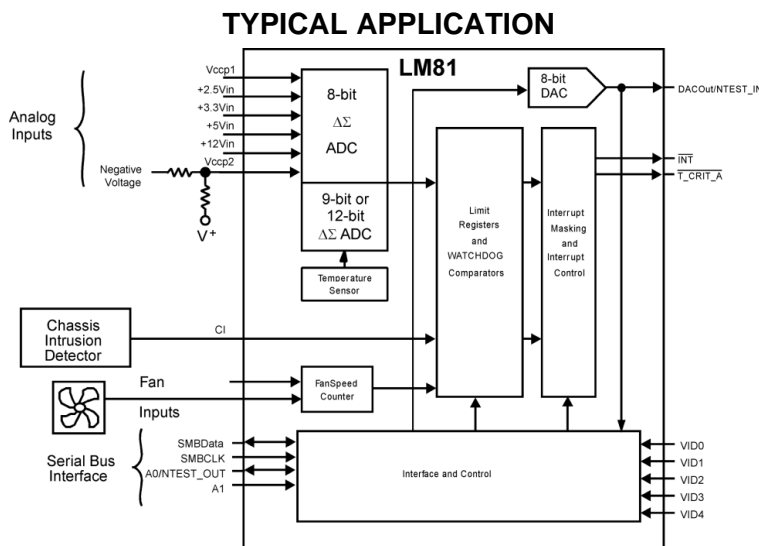 TYPICAL APPLICATION
LM81
Vccp1
+2.5Vin
+3.3Vin
+5Vin
+12Vin
Vccp2
Analog
Inputs
Negative
Voltage
V+
8-bit
ΔΣ
ADC
9-bit or
12-bit
ΔΣ ADC
Temperature
Sensor
8-bit
DAC
DACOut/NTEST_IN
INT
T_CRIT_A
Limit
Registers
and
WATCHDOG
Comparators
Interrupt
Masking
and
Interrupt
Control
Chassis
Intrusion
Detector
CI
Fan
Inputs
FanSpeed
Counter
Serial Bus
Interface
SMBData
SMBCLK
A0/NTEST_OUT
A1
Interface and Control
VID0
VID1
VID2
VID3
VID4